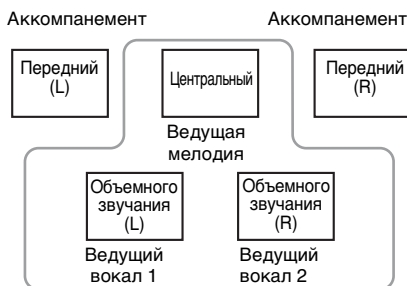 Аккомпанемент Аккомпанемент
Передний
(L)
Центральный
Передний
(R)
Ведущая
мелодия
Объемного
звучания
(L)
Объемного
звучания
(R)
Ведущий
вокал 1
Ведущий
вокал 2